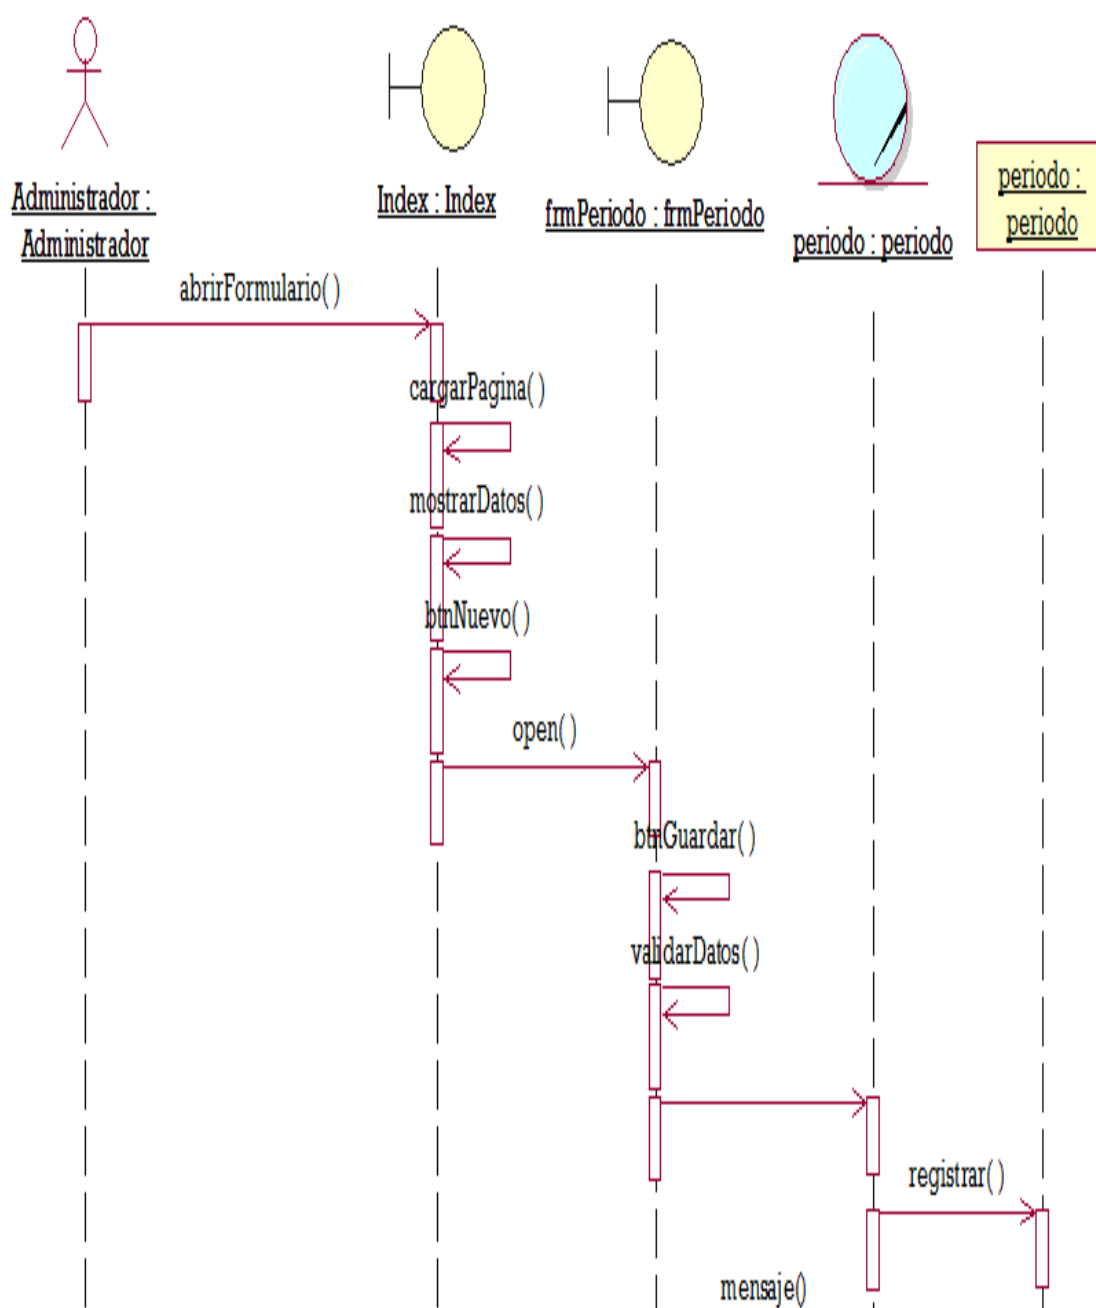 Administrador :
Administrador
Index : Index
frmPeriodo : frmPeriodo
periodo : periodo
periodo :
periodo
abrirFormulario( )
cargarPagina( )
mostrarDatos( )
btnNuevo( )
open( )
btnGuardar( )
validarDatos( )
registrar( )
mensaje()